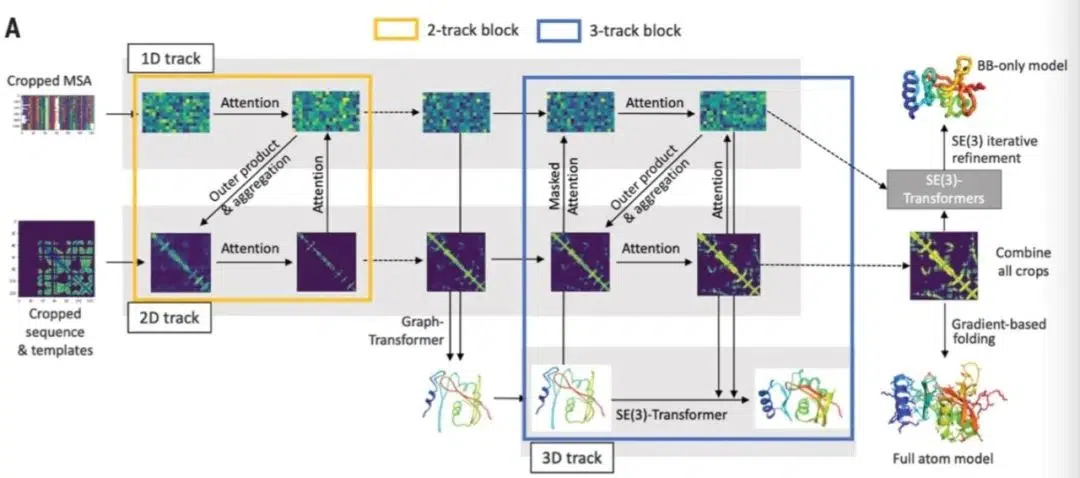 A
2-track block
3-track block
1D track
Cropped MSA
Attention
Attention
BB-only model
Outer product
& aggregation
Attention
Masked
Attention
Outer product
& aggregation
Attention
SE(3) iterative
refinement
SE(3)-
Transformers
Attention
Attention
Combine
all crops
Cropped
sequence
& templates
2D track
Graph-
Transformer
Gradient-based
folding
SE(3)-Transformer
3D track
Full atom model